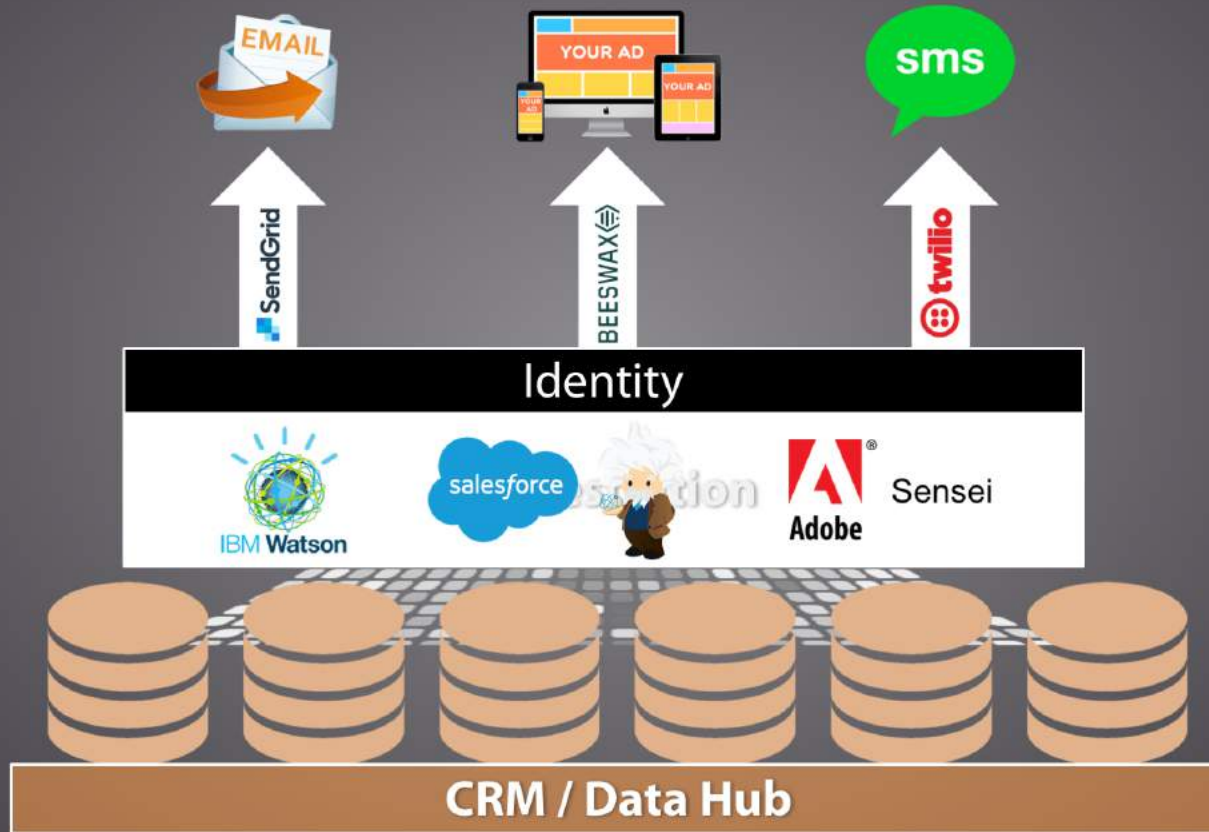 EMAIL
YOUR AD
YOUR AD
YOUR AD
sms
SendGrid
BEESWAX
twilio
Identity
IBM Watson
salesforce
Adobe
®
Sensei
CRM / Data Hub